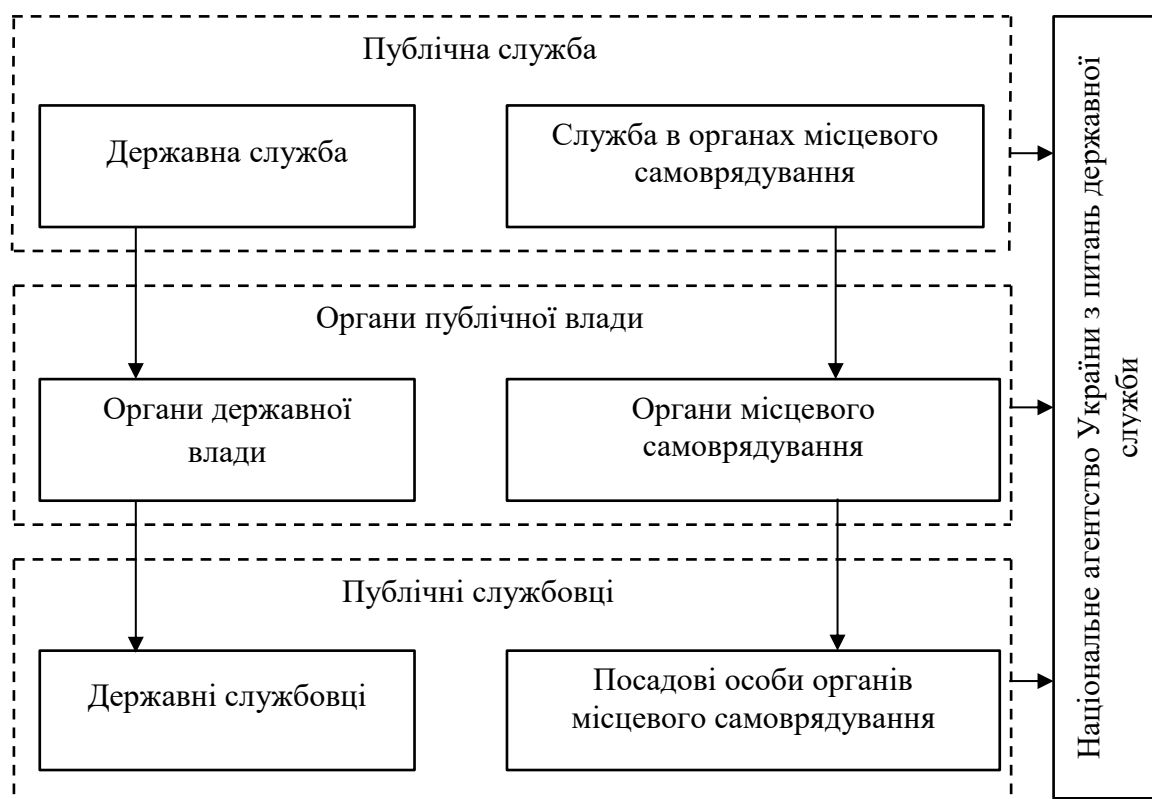 Публічна служба
Державна служба
Служба в органах місцевого
самоврядування
Органи публічної влади
Органи державної
влади
Органи місцевого
самоврядування
Публічні службовці
Державні службовці
Посадові особи органів
місцевого самоврядування
Національне агентство України з питань державної
служби